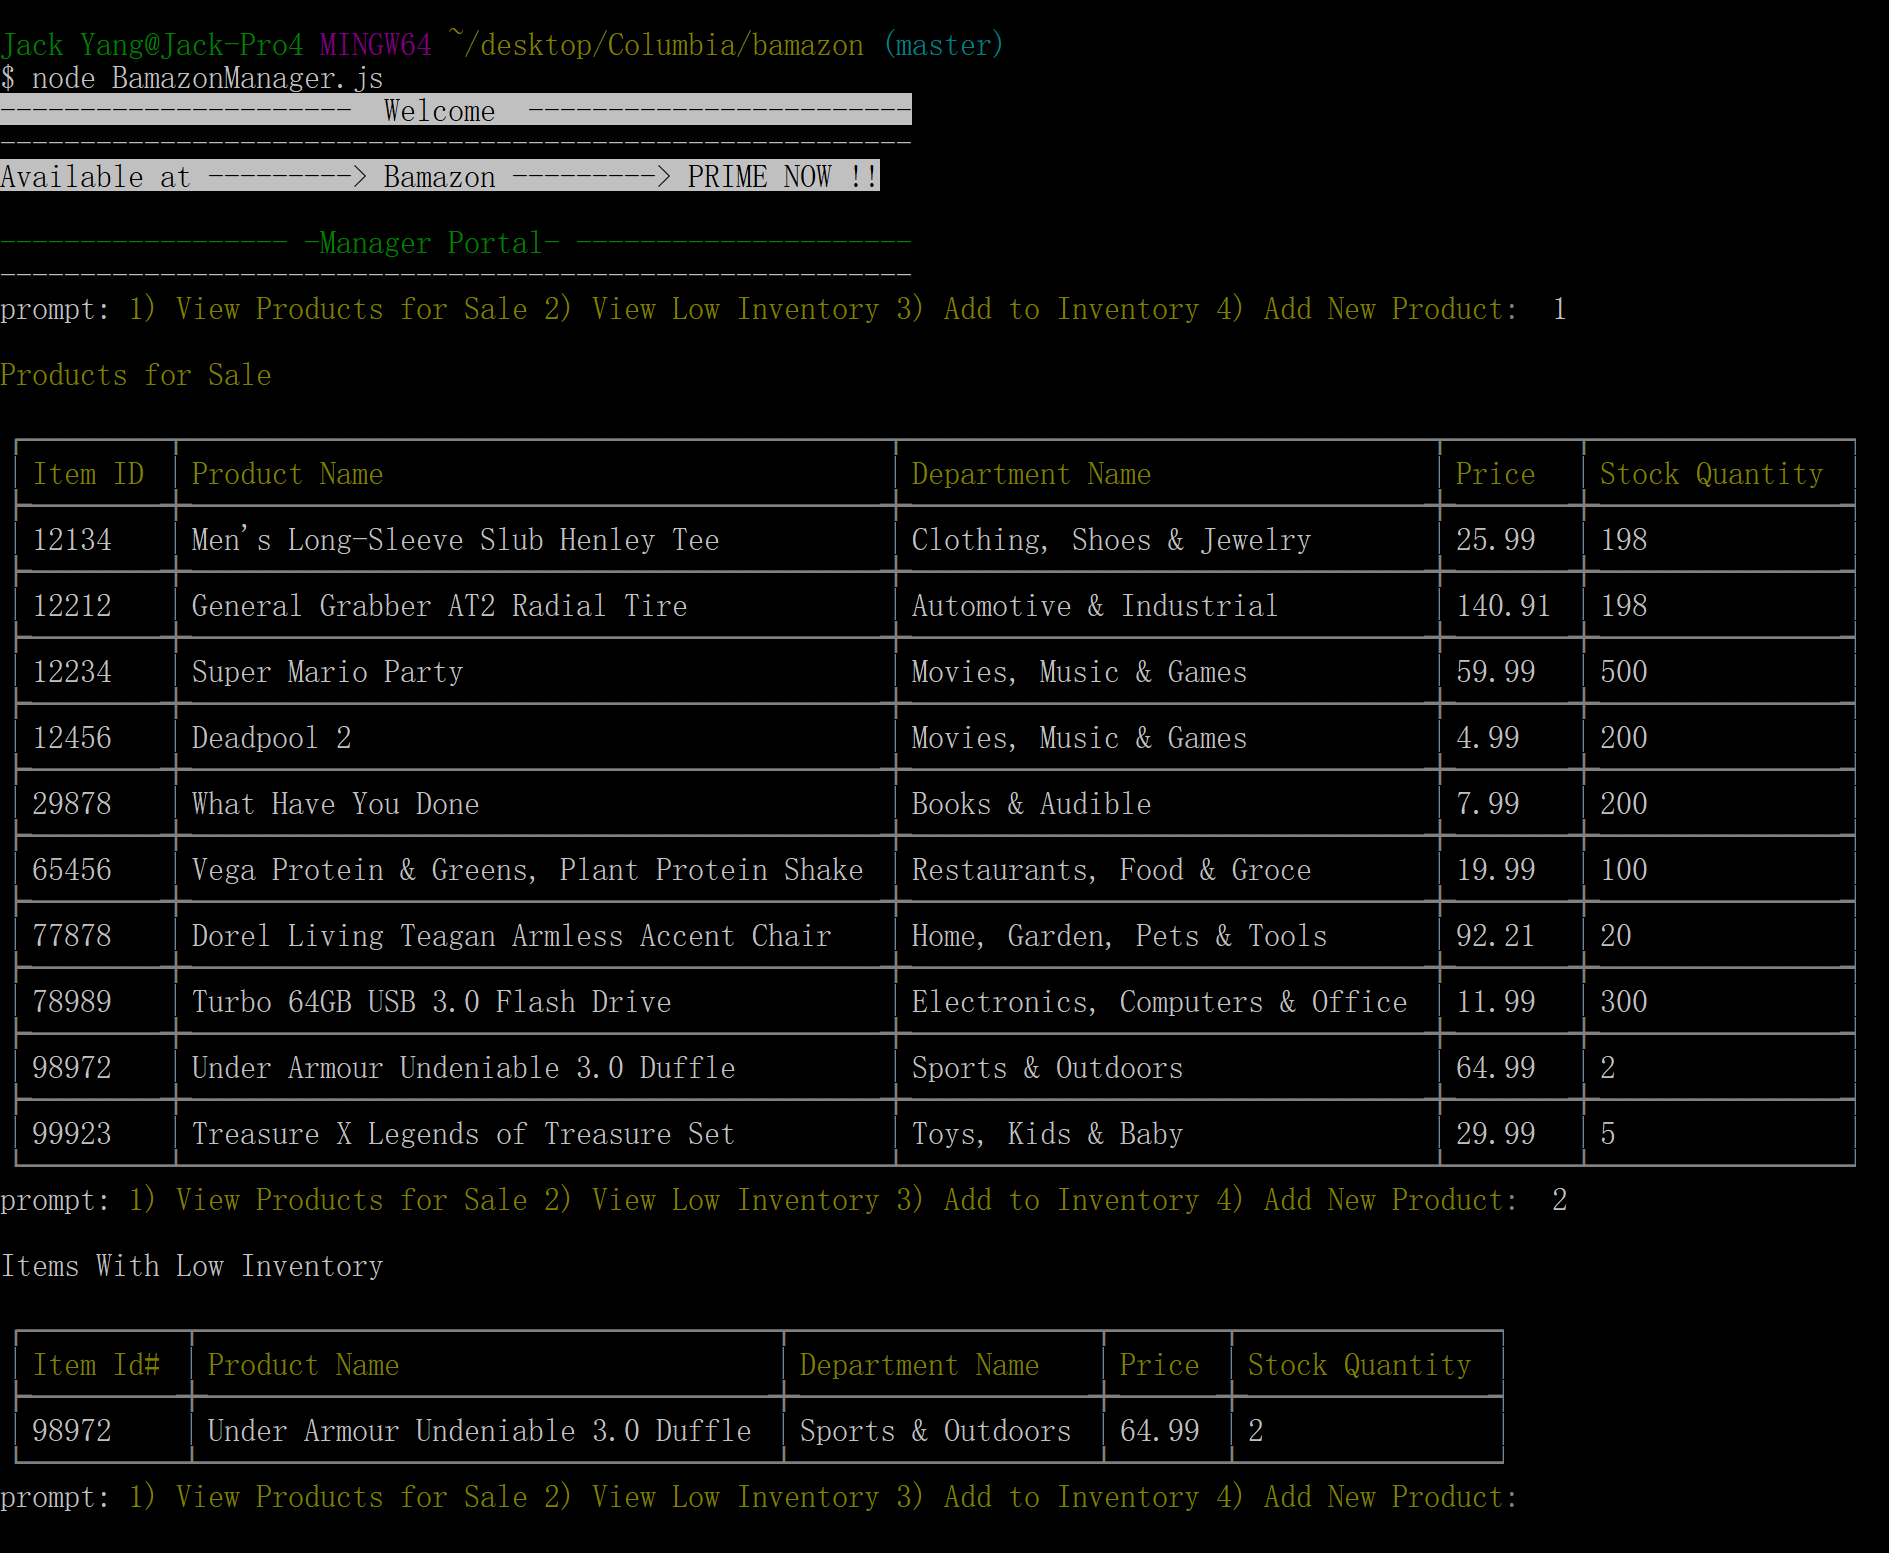 Jack Yang@Jack-Pro4 MINGW64 ~/desktop/Columbia/bamazon (master)
$ node BamazonManager.js
---------------------- Welcome ------------------------
---------------------------------------------------------
Available at ---------> Bamazon ---------> PRIME NOW !!
------------------ -Manager Portal- ---------------------
---------------------------------------------------------
prompt: 1) View Products for Sale 2) View Low Inventory 3) Add to Inventory 4) Add New Product: 1
Products for Sale
Item ID Product Name Department Name Price Stock Quantity
12134 Men's Long-Sleeve Slub Henley Tee Clothing, Shoes & Jewelry 25.99 198
12212 General Grabber AT2 Radial Tire Automotive & Industrial 140.91 198
12234 Super Mario Party Movies, Music & Games 59.99 500
12456 Deadpool 2 Movies, Music & Games 4.99 200
29878 What Have You Done Books & Audible 7.99 200
65456 Vega Protein & Greens, Plant Protein Shake Restaurants, Food & Groce 19.99 100
77878 Dorel Living Teagan Armless Accent Chair Home, Garden, Pets & Tools 92.21 20
78989 Turbo 64GB USB 3.0 Flash Drive Electronics, Computers & Office 11.99 300
98972 Under Armour Undeniable 3.0 Duffle Sports & Outdoors 64.99 2
99923 Treasure X Legends of Treasure Set Toys, Kids & Baby 29.99 5
prompt: 1) View Products for Sale 2) View Low Inventory 3) Add to Inventory 4) Add New Product: 2
Items With Low Inventory
Item Id# Product Name Department Name Price Stock Quantity
98972 Under Armour Undeniable 3.0 Duffle Sports & Outdoors 64.99 2
prompt: 1) View Products for Sale 2) View Low Inventory 3) Add to Inventory 4) Add New Product: